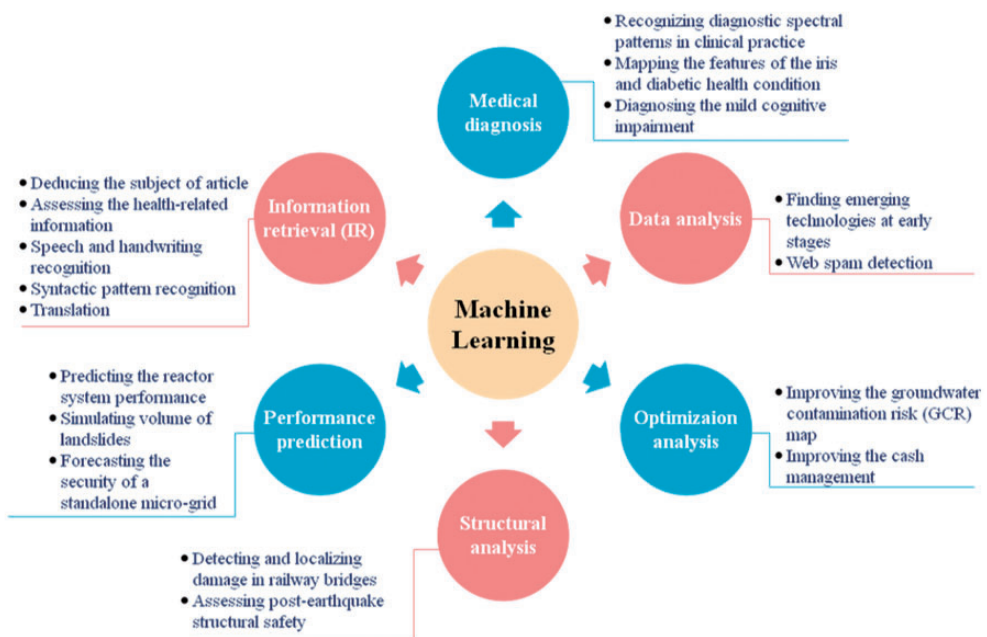 Recognizing diagnostic spectral
patterns in clinical practice
Mapping the features of the iris
and diabetic health condition
Diagnosing the mild cognitive
impairment
Medical
diagnosis
Deducing the subject of article
Assessing the health-related
information
Speech and handwriting
recognition
Syntactic pattern recognition
Translation
Information
retrieval (IR)
Data analysis
Finding emerging
technologies at early
stages
Web spam detection
Machine
Learning
Predicting the reactor
system performance
Simulating volume of
landslides
Forecasting the
security of a
standalone micro-grid
Performance
prediction
Optimizaion
analysis
Improving the groundwater
contamination risk (GCR)
map
Improving the cash
management
Structural
analysis
Detecting and localizing
damage in railway bridges
Assessing post-earthquake
structural safety